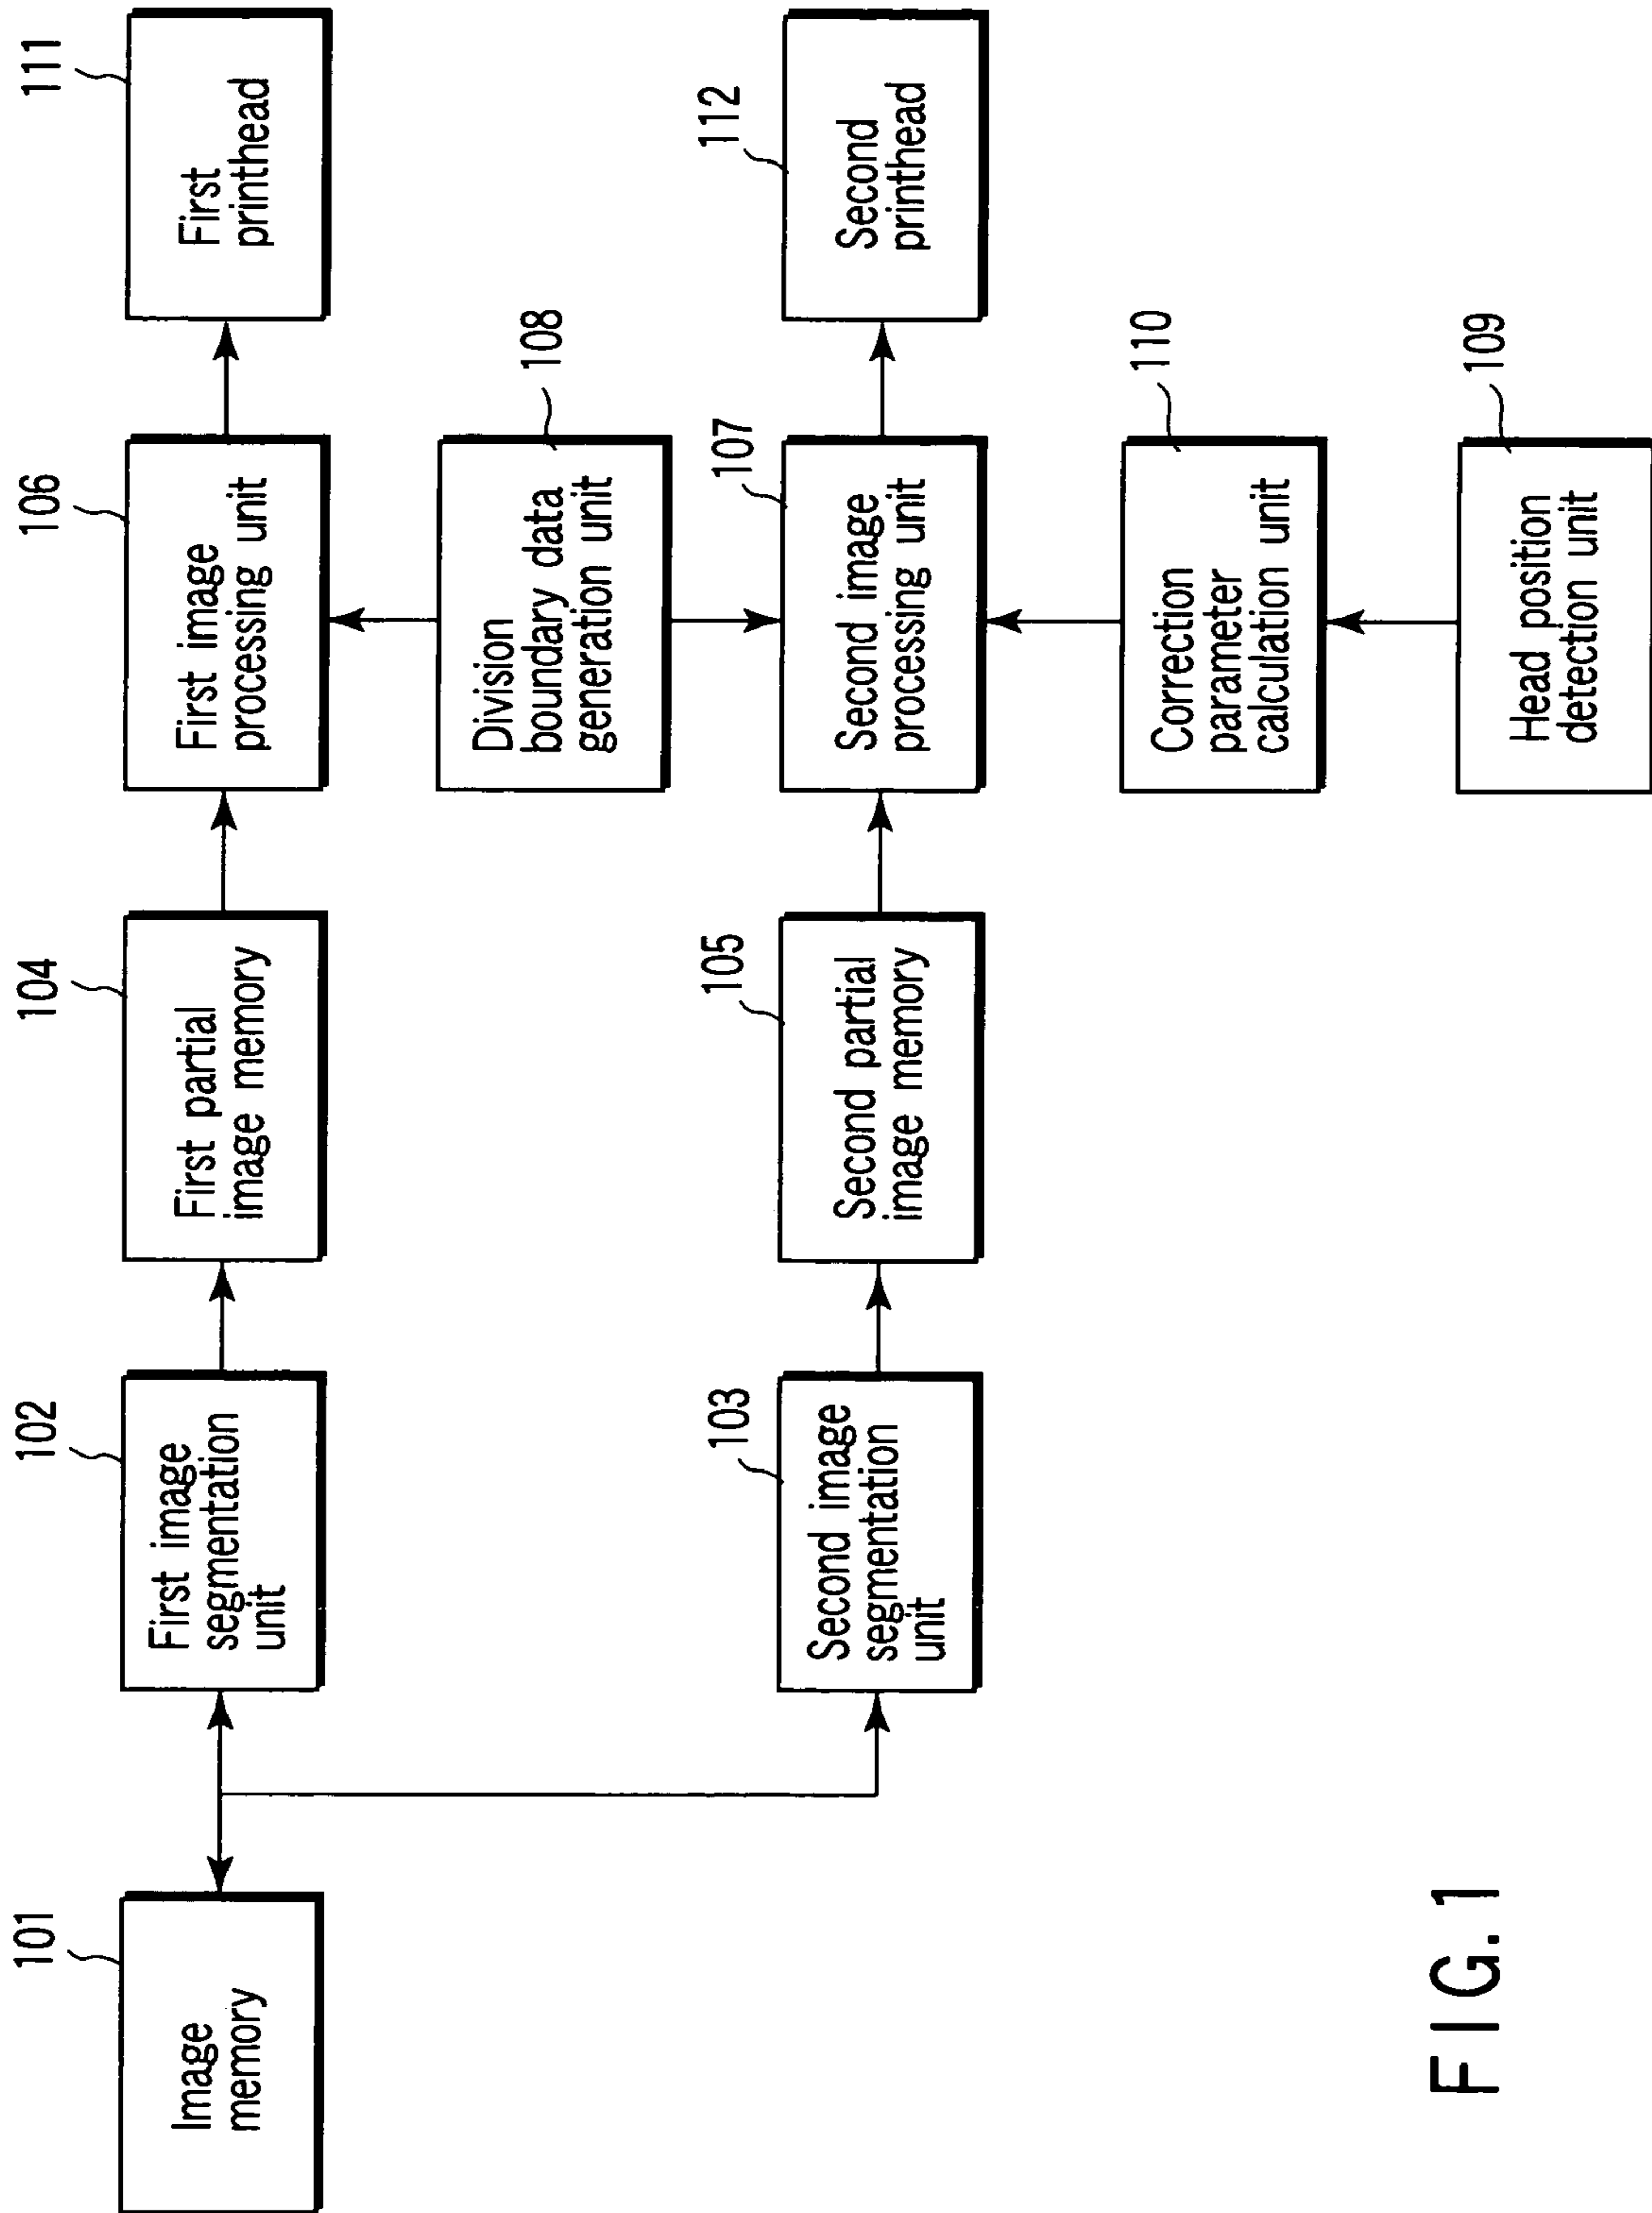 101
Image
memory
102
First image
segmentation
unit
104
First partial
image memory
106
First image
processing unit
111
First
printhead
108
Division
boundary data
generation unit
103
Second image
segmentation
unit
105
Second partial
image memory
107
Second image
processing unit
112
Second
printhead
110
Correction
parameter
calculation unit
109
Head position
detection unit
FIG. 1